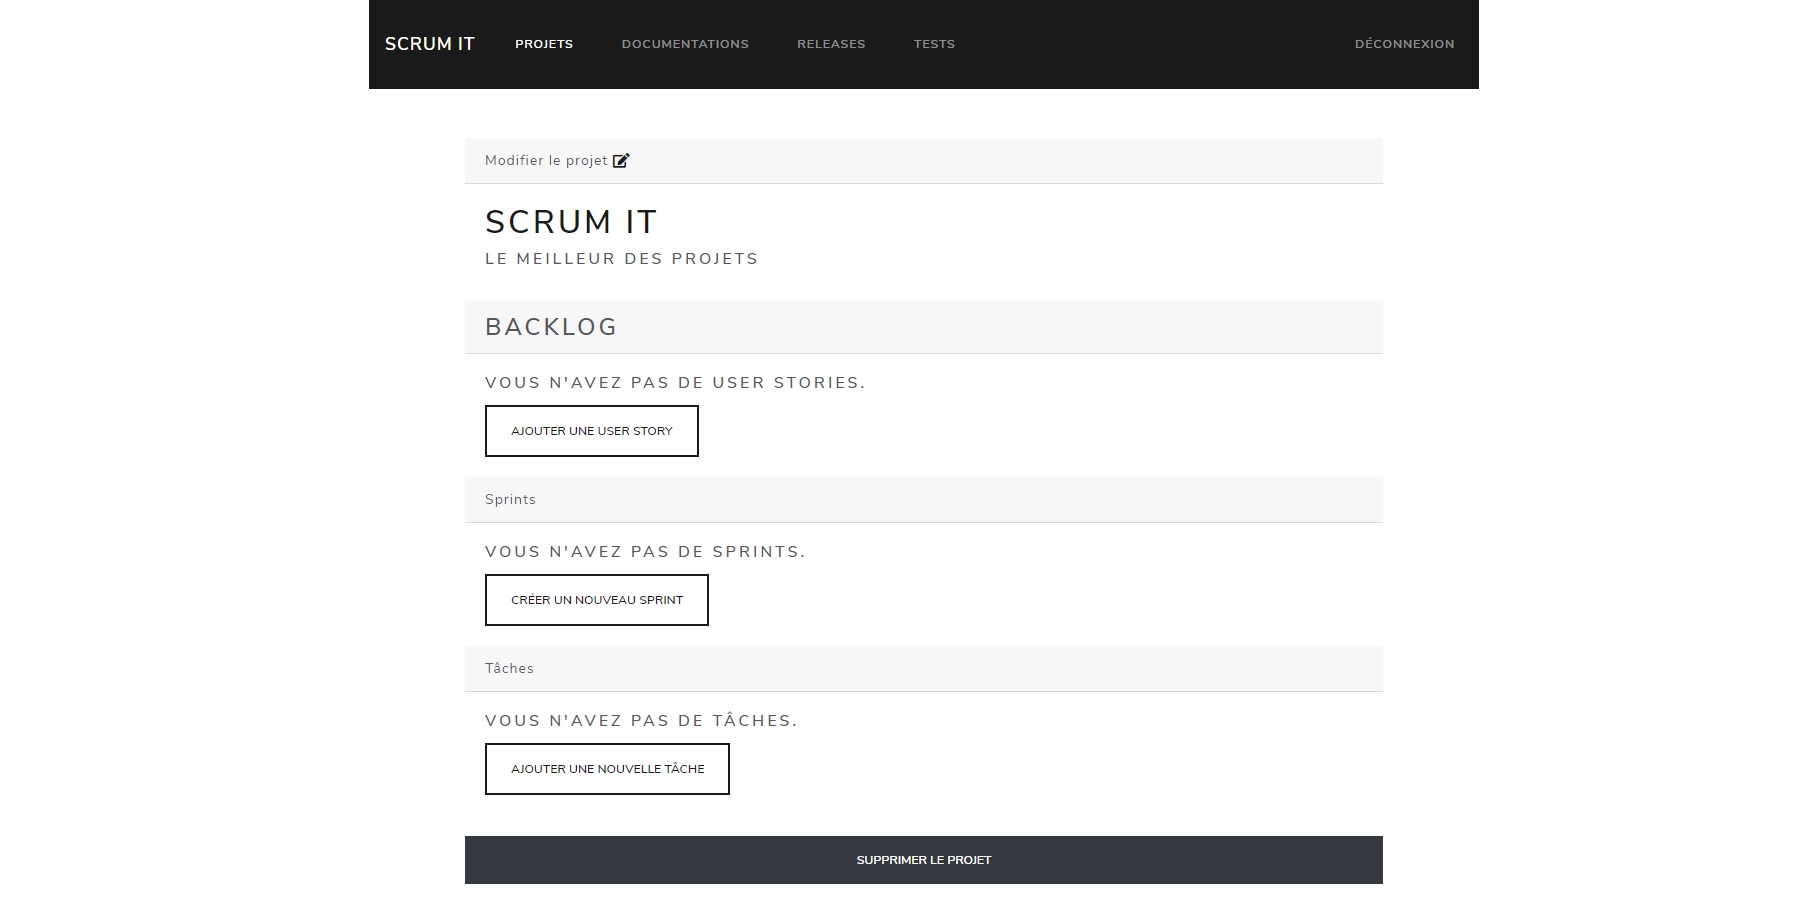 SCRUM IT PROJETS DOCUMENTATIONS RELEASES TESTS DÉCONNEXION
Modifier le projet
SCRUM IT
LE MEILLEUR DES PROJETS
BACKLOG
VOUS N'AVEZ PAS DE USER STORIES.
AJOUTER UNE USER STORY
Sprints
VOUS N'AVEZ PAS DE SPRINTS.
CRÉER UN NOUVEAU SPRINT
Tâches
VOUS N'AVEZ PAS DE TÂCHES.
AJOUTER UNE NOUVELLE TÂCHE
SUPPRIMER LE PROJET